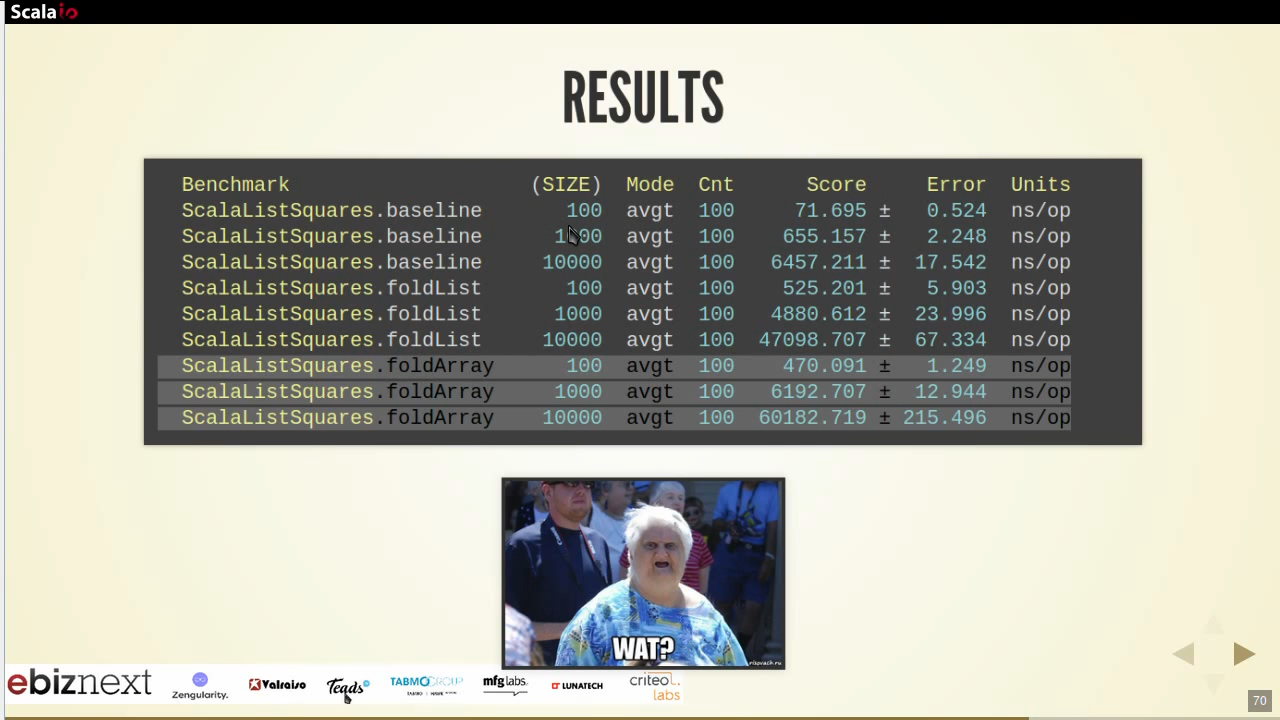 Scalaio
RESULTS
Benchmark (SIZE) Mode Cnt Score Error Units
ScalaListSquares.baseline 100 avgt 100 71.695 ± 0.524 ns/op
ScalaListSquares.baseline 1000 avgt 100 655.157 ± 2.248 ns/op
ScalaListSquares.baseline 10000 avgt 100 6457.211 ± 17.542 ns/op
ScalaListSquares.foldList 100 avgt 100 525.201 ± 5.903 ns/op
ScalaListSquares.foldList 1000 avgt 100 4880.612 ± 23.996 ns/op
ScalaListSquares.foldList 10000 avgt 100 47098.707 ± 67.334 ns/op
ScalaListSquares.foldArray 100 avgt 100 470.091 ± 1.249 ns/op
ScalaListSquares.foldArray 1000 avgt 100 6192.707 ± 12.944 ns/op
ScalaListSquares.foldArray 10000 avgt 100 60182.719 ± 215.496 ns/op
WAT?
risovach.ru
ebiznext Zengularity. Valraiso Teads TABMO GROUP mfg labs. LUNATECH criteo labs
70